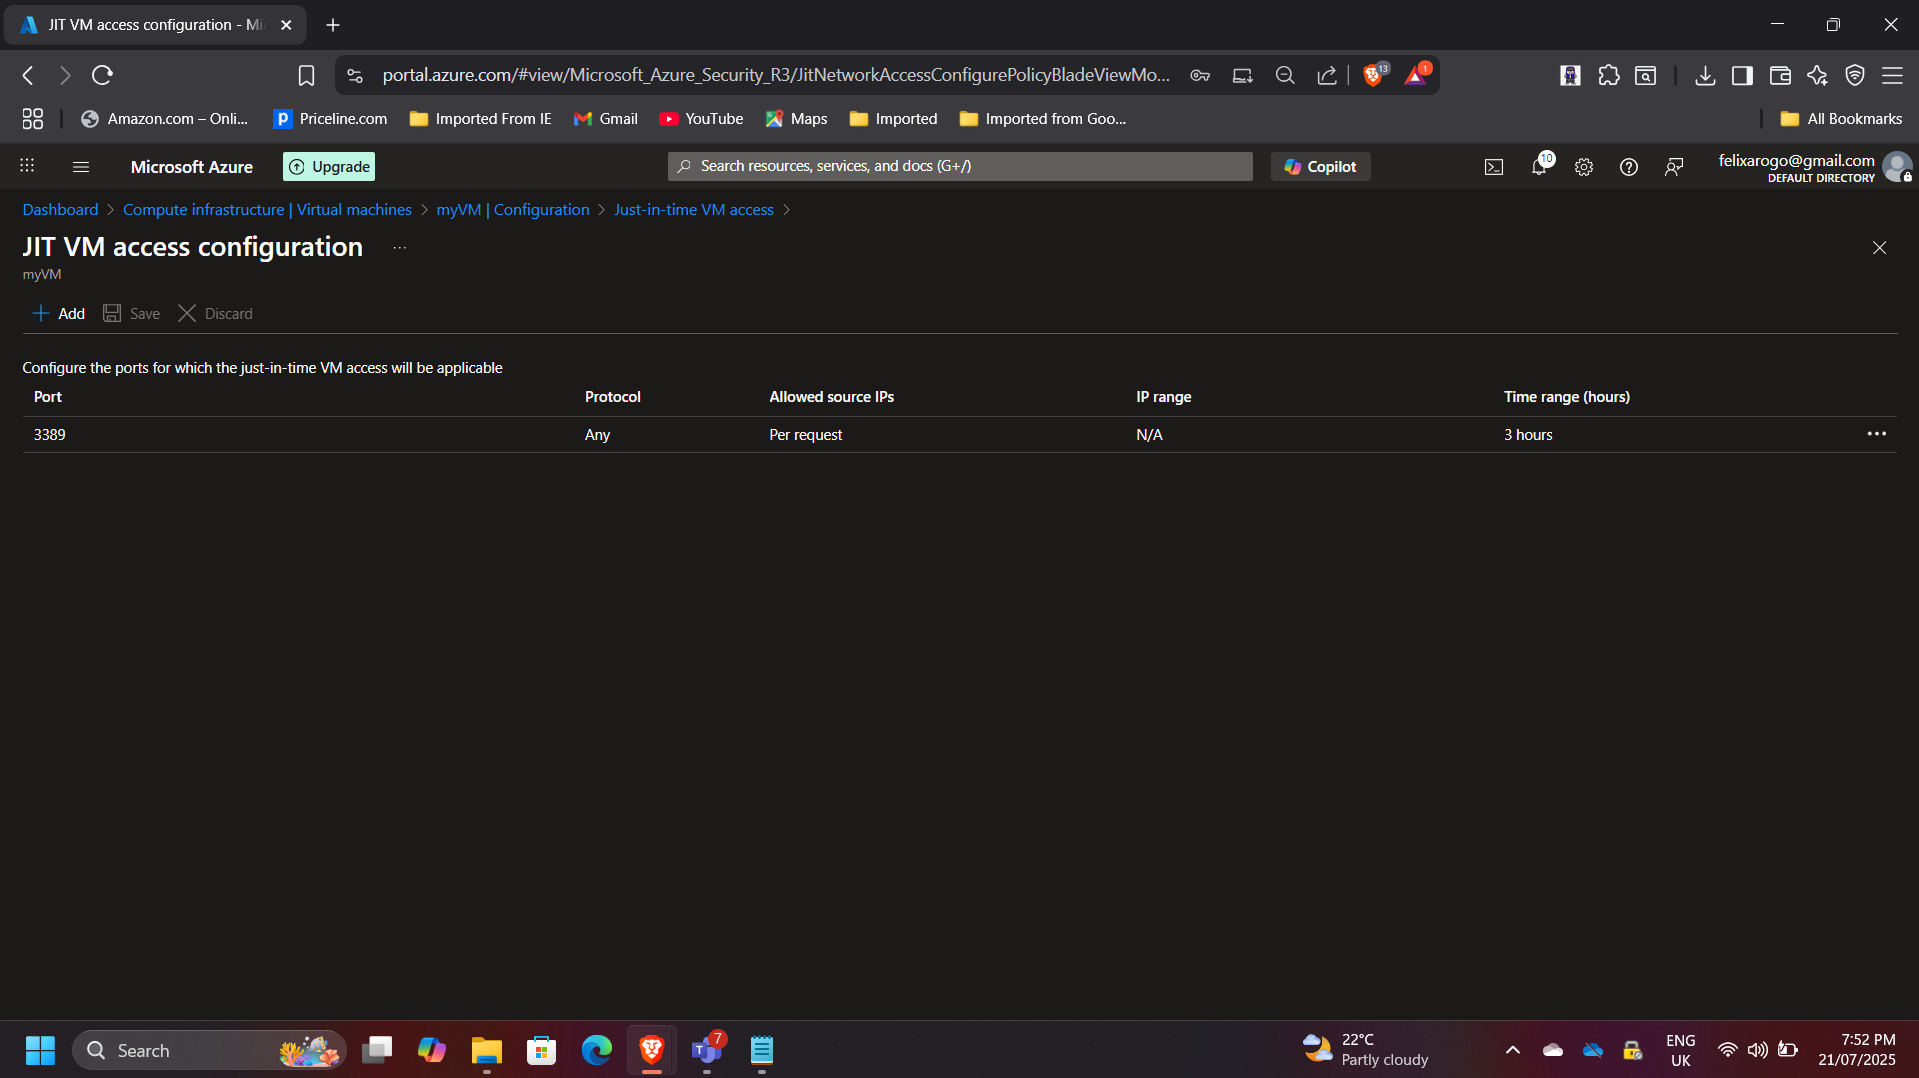 JIT VM access configuration - Mi
portal.azure.com/#view/Microsoft_Azure_Security_R3/JitNetworkAccessConfigurePolicyBladeViewMo...
13
1
Amazon.com – Onli...
Priceline.com
Imported From IE
Gmail
YouTube
Maps
Imported
Imported from Goo...
All Bookmarks
Microsoft Azure
Upgrade
Search resources, services, and docs (G+/)
Copilot
10
felixarogo@gmail.com
DEFAULT DIRECTORY
Dashboard > Compute infrastructure | Virtual machines > myVM | Configuration > Just-in-time VM access >
JIT VM access configuration ...
myVM
Add Save Discard
Configure the ports for which the just-in-time VM access will be applicable
Port Protocol Allowed source IPs IP range Time range (hours)
3389 Any Per request N/A 3 hours
Search
7
22°C
Partly cloudy
ENG
UK
7:52 PM
21/07/2025